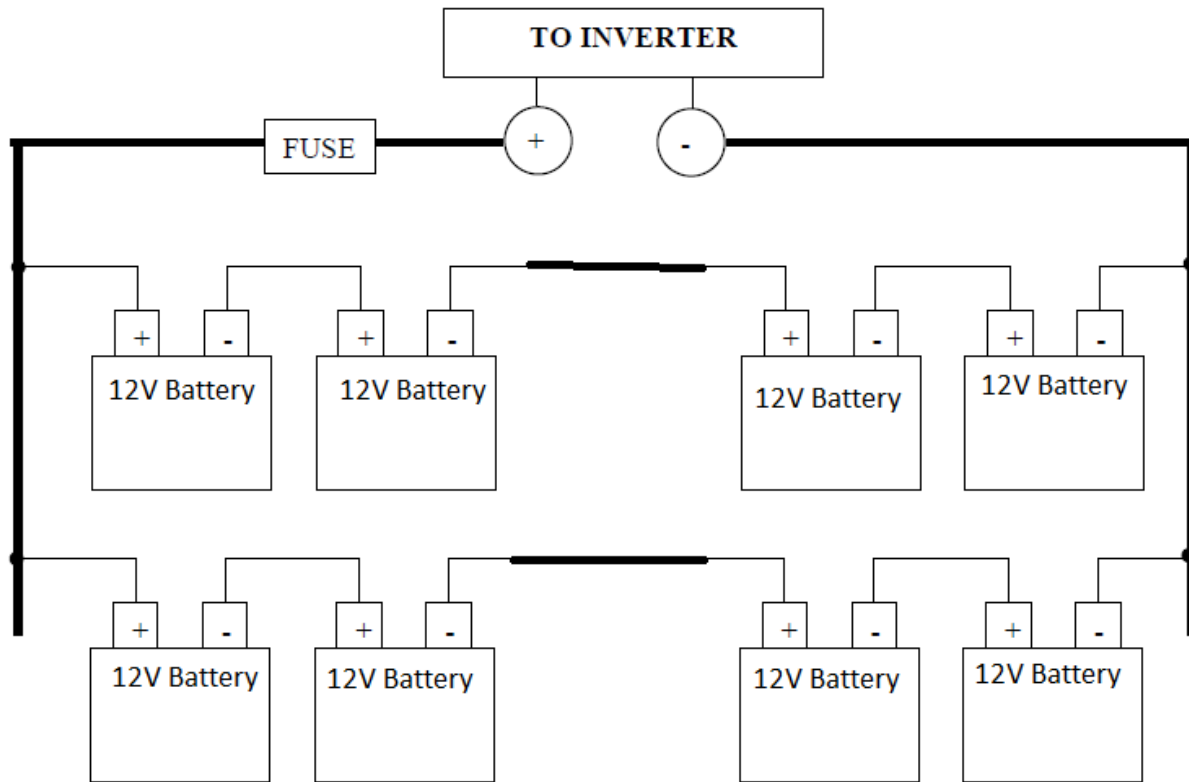 TO INVERTER
FUSE
+
-
+ - + - + - + -
12V Battery 12V Battery 12V Battery 12V Battery
+ - + - + - + -
12V Battery 12V Battery 12V Battery 12V Battery